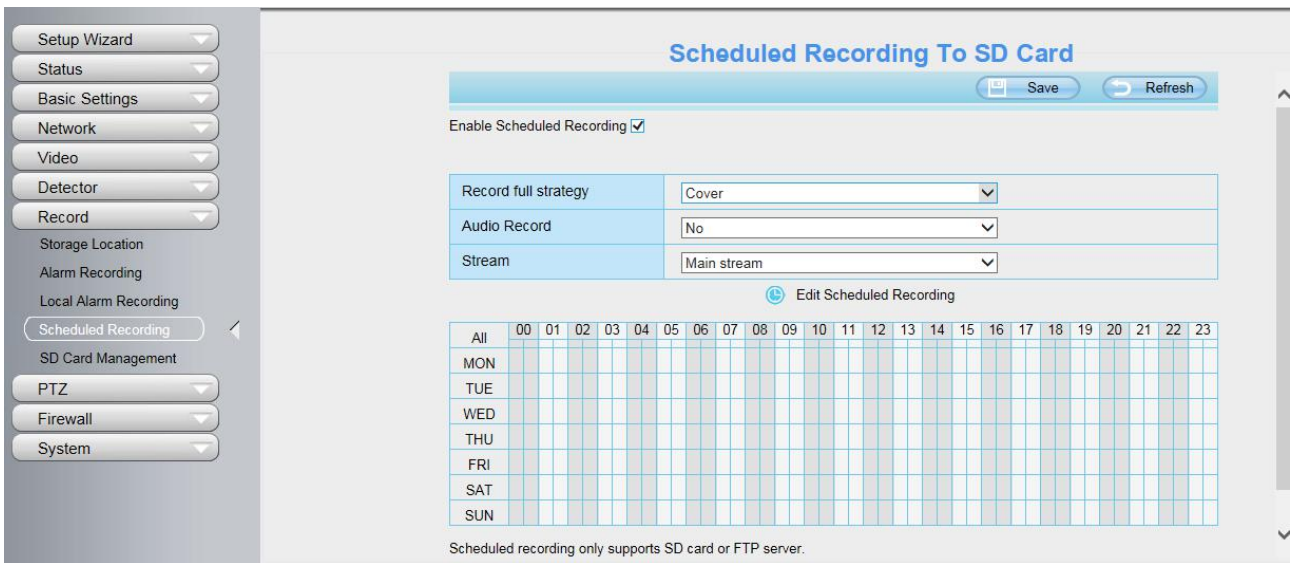 Setup Wizard
Status
Basic Settings
Network
Video
Detector
Record
Storage Location
Alarm Recording
Local Alarm Recording
Scheduled Recording
SD Card Management
PTZ
Firewall
System
Scheduled Recording To SD Card
Save Refresh
Enable Scheduled Recording
Record full strategy Cover
Audio Record No
Stream Main stream
Edit Scheduled Recording
All 00 01 02 03 04 05 06 07 08 09 10 11 12 13 14 15 16 17 18 19 20 21 22 23
MON
TUE
WED
THU
FRI
SAT
SUN
Scheduled recording only supports SD card or FTP server.